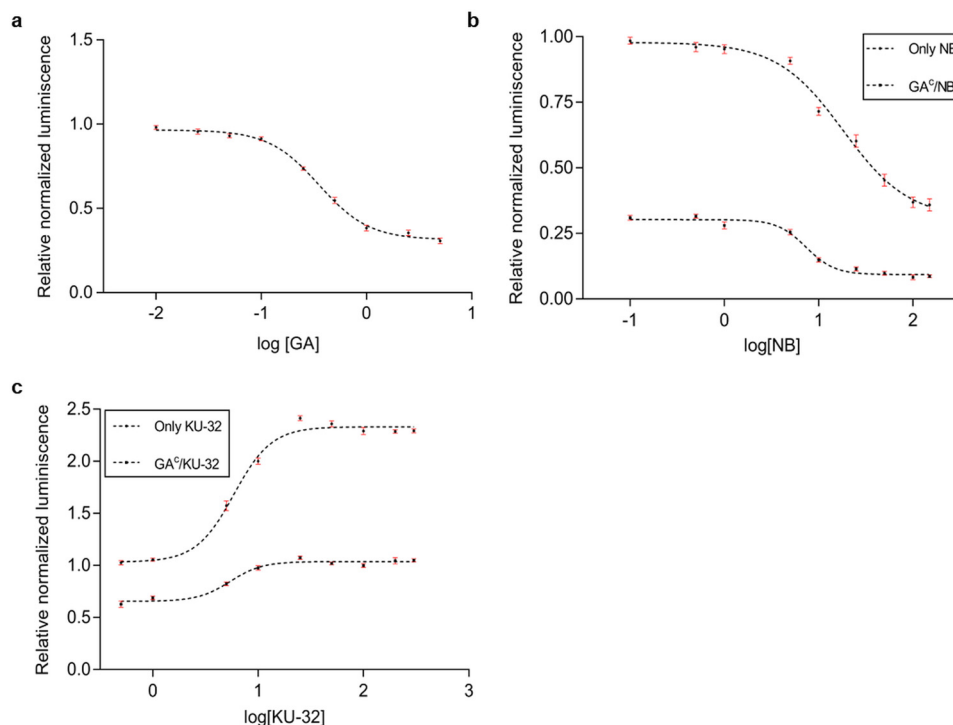 a
Relative normalized luminiscence
1.5
1.0
0.5
0.0
-2
-1
0
1
log [GA]
b
Relative normalized luminiscence
1.00
0.75
0.50
0.25
0.00
-1
0
1
2
log[NB]
Only NB
GAᶜ/NB
c
Relative normalized luminiscence
2.5
2.0
1.5
1.0
0.5
0.0
0
1
2
3
log[KU-32]
Only KU-32
GAᶜ/KU-32